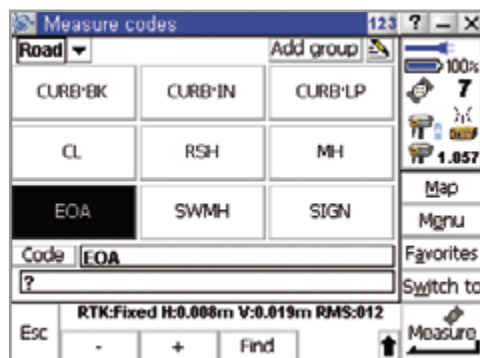 Measure codes 123 ? – X
Road Add group
100%
CURB·BK CURB·IN CURB·LP
7
CL RSH MH
1.057
EOA SWMH SIGN
Map
Menu
Code EOA
Favorites
?
Switch to
RTK:Fixed H:0.008m V:0.019m RMS:012
Esc - + Find
Measure